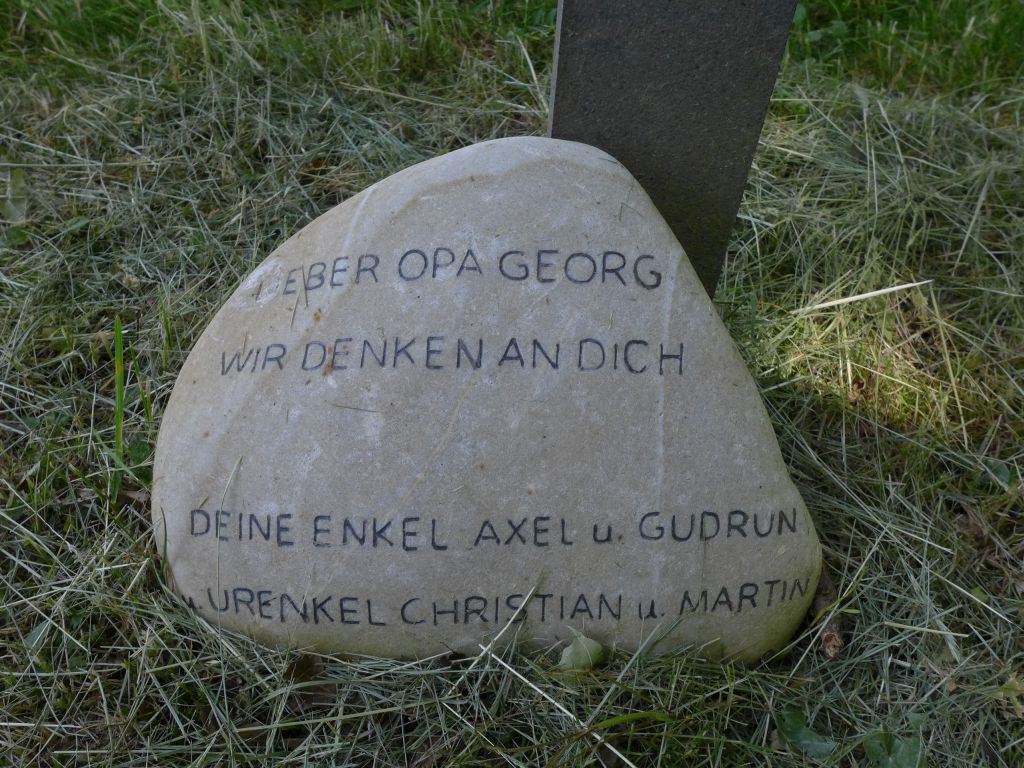 LIEBER OPA GEORG
WIR DENKEN AN DICH
DEINE ENKEL AXEL u. GUDRUN
u. URENKEL CHRISTIAN u. MARTIN